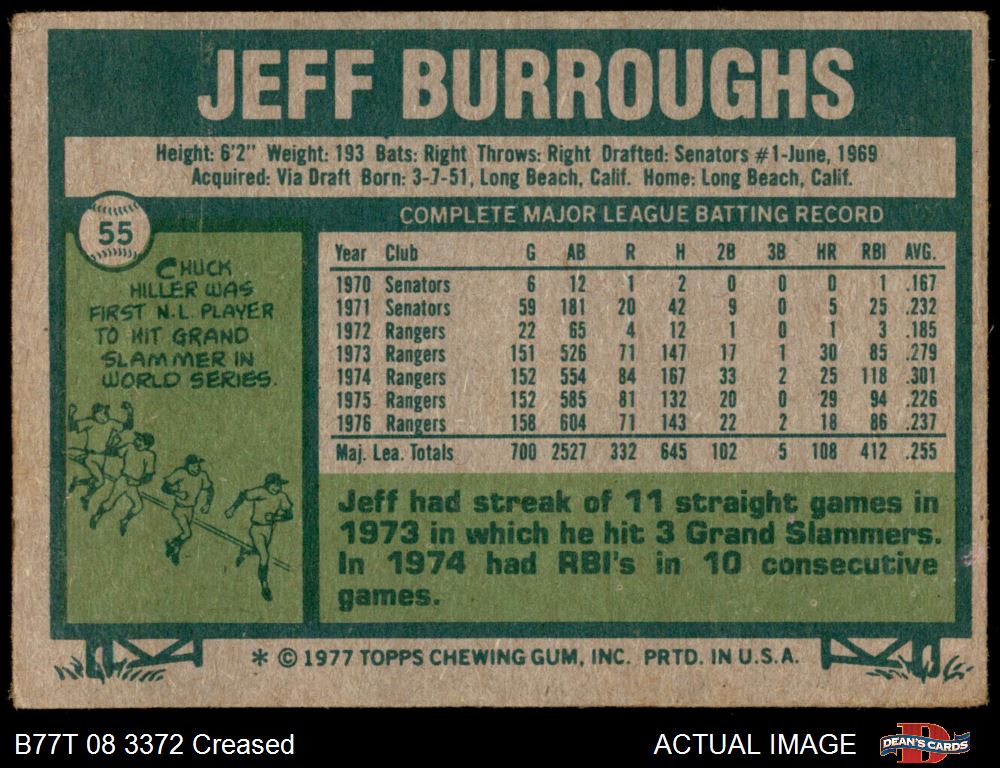 JEFF BURROUGHS
Height: 6'2" Weight: 193 Bats: Right Throws: Right Drafted: Senators #1-June, 1969
Acquired: Via Draft Born: 3-7-51, Long Beach, Calif. Home: Long Beach, Calif.
55
CHUCK
HILLER WAS
FIRST N.L. PLAYER
TO HIT GRAND
SLAMMER IN
WORLD SERIES.
COMPLETE MAJOR LEAGUE BATTING RECORD
Year Club G AB R H 2B 3B HR RBI AVG.
1970 Senators 6 12 1 2 0 0 0 1 .167
1971 Senators 59 181 20 42 9 0 5 25 .232
1972 Rangers 22 65 4 12 1 0 1 3 .185
1973 Rangers 151 526 71 147 17 1 30 85 .279
1974 Rangers 152 554 84 167 33 2 25 118 .301
1975 Rangers 152 585 81 132 20 0 29 94 .226
1976 Rangers 158 604 71 143 22 2 18 86 .237
Maj. Lea. Totals 700 2527 332 645 102 5 108 412 .255
Jeff had streak of 11 straight games in
1973 in which he hit 3 Grand Slammers.
In 1974 had RBI's in 10 consecutive
games.
* © 1977 TOPPS CHEWING GUM, INC. PRTD. IN U.S.A.
B77T 08 3372 Creased
ACTUAL IMAGE
D
DEAN'S CARDS